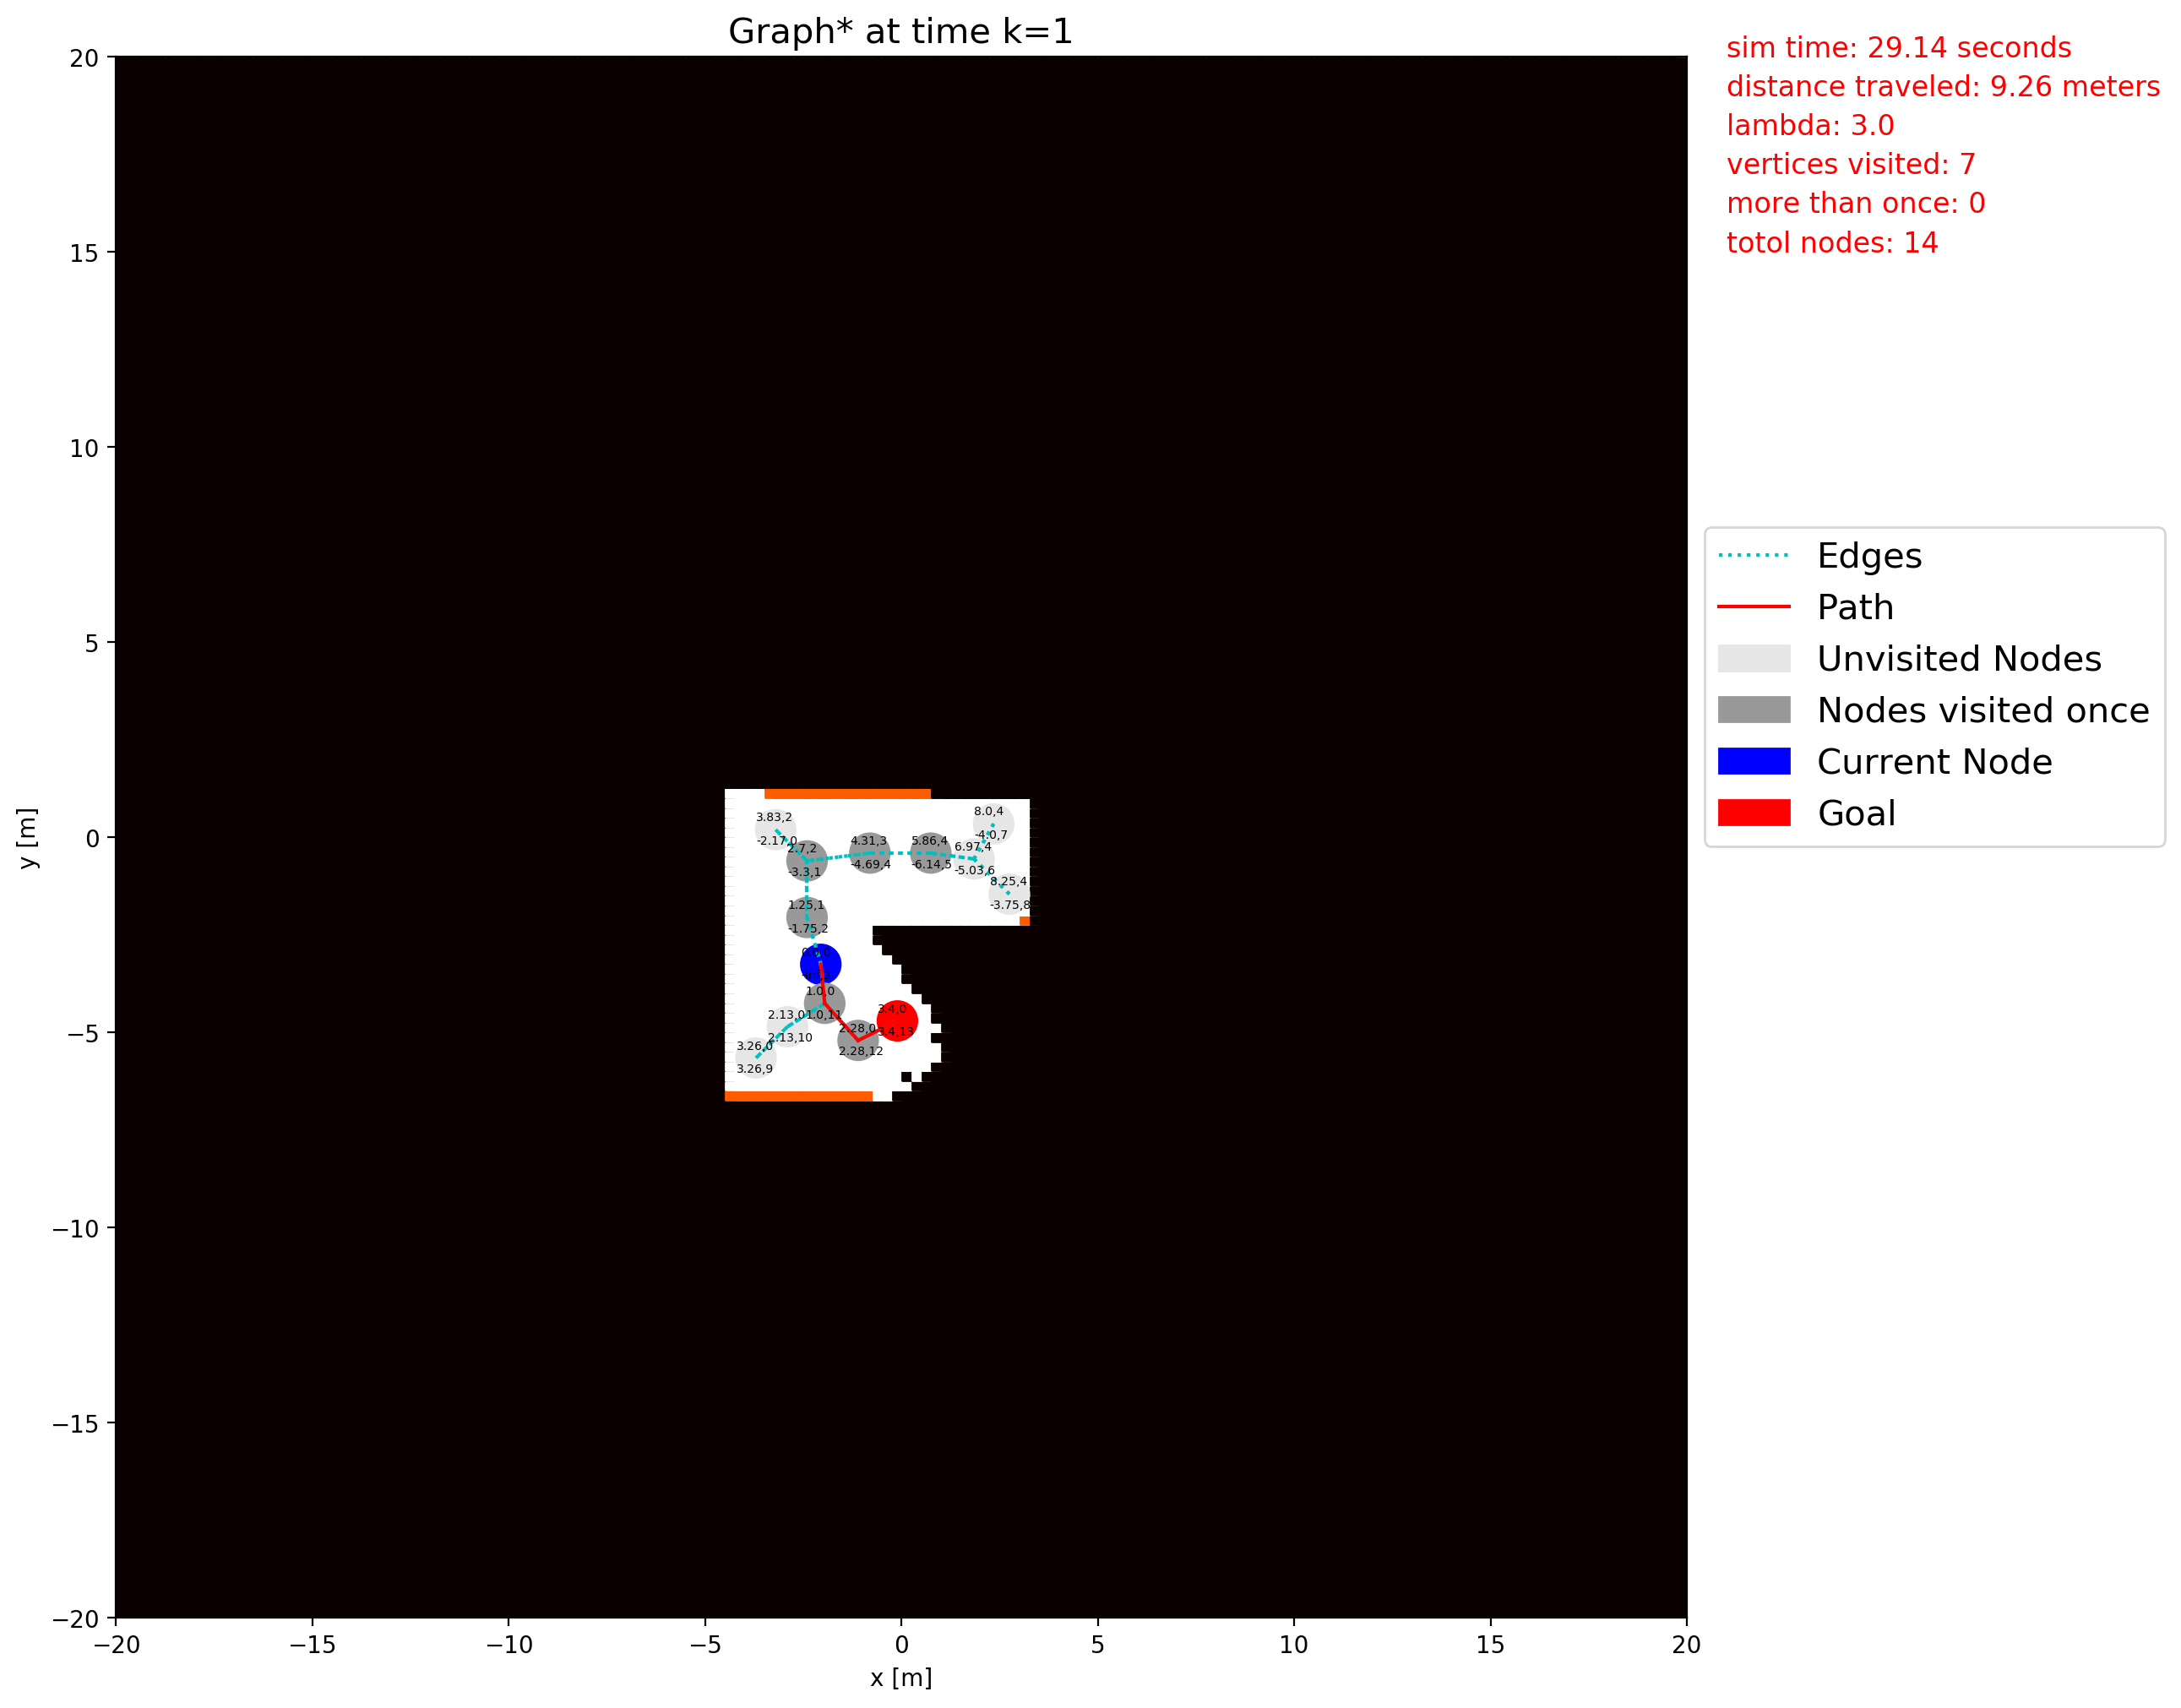 Graph* at time k=1
sim time: 29.14 seconds
distance traveled: 9.26 meters
lambda: 3.0
vertices visited: 7
more than once: 0
totol nodes: 14
Edges
Path
Unvisited Nodes
Nodes visited once
Current Node
Goal
y [m]
20
15
10
5
0
−5
−10
−15
−20
−20
−15
−10
−5
0
5
10
15
20
x [m]
3.83,2
-2.17,0
2.7,2
-3.3,1
4.31,3
-4.69,4
5.86,4
-6.14,5
6.97,4
-5.03,6
8.0,4
-4.0,7
8.25,4
-3.75,8
1.25,1
-1.75,2
1.0,0
1.0,11
2.13,0
2.13,10
3.26,0
3.26,9
2.28,0
2.28,12
3.4,0
3.4,13